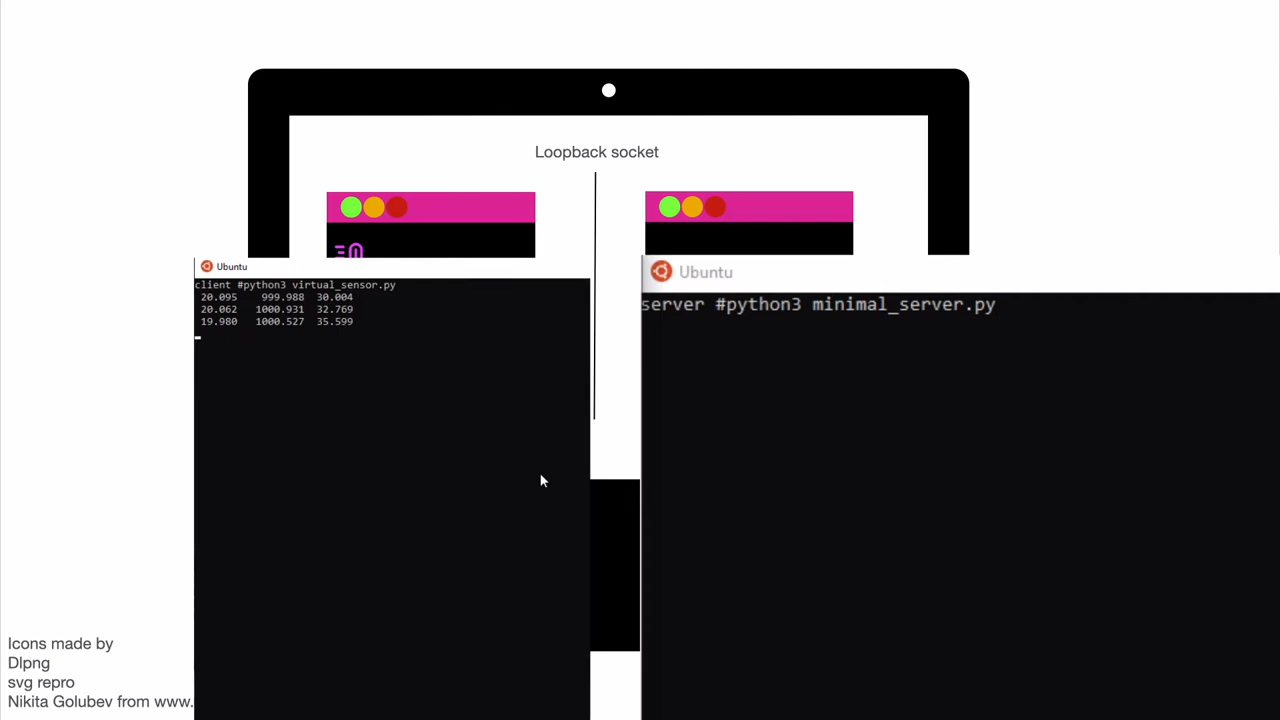 Loopback socket
Ubuntu
client #python3 virtual_sensor.py
20.095 999.988 30.004
20.062 1000.931 32.769
19.980 1000.527 35.599
Ubuntu
server #python3 minimal_server.py
Icons made by
Dlpng
svg repro
Nikita Golubev from www.